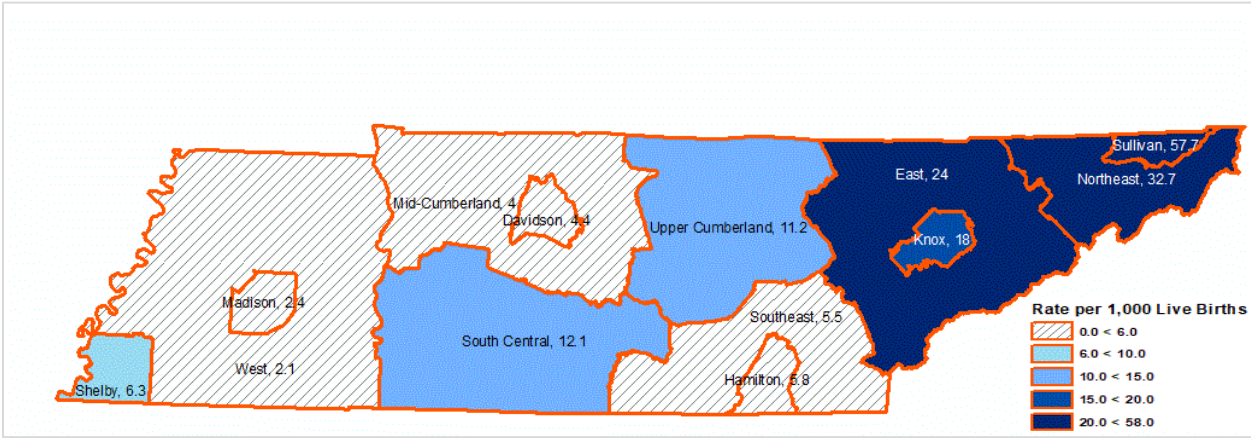 Sullivan, 57.7
East, 24
Northeast, 32.7
Mid-Cumberland, 4
Davidson, 4.4
Upper Cumberland, 11.2
Knox, 18
Madison, 2.4
Southeast, 5.5
South Central, 12.1
West, 2.1
Hamilton, 5.8
Shelby, 6.3
Rate per 1,000 Live Births
0.0 < 6.0
6.0 < 10.0
10.0 < 15.0
15.0 < 20.0
20.0 < 58.0